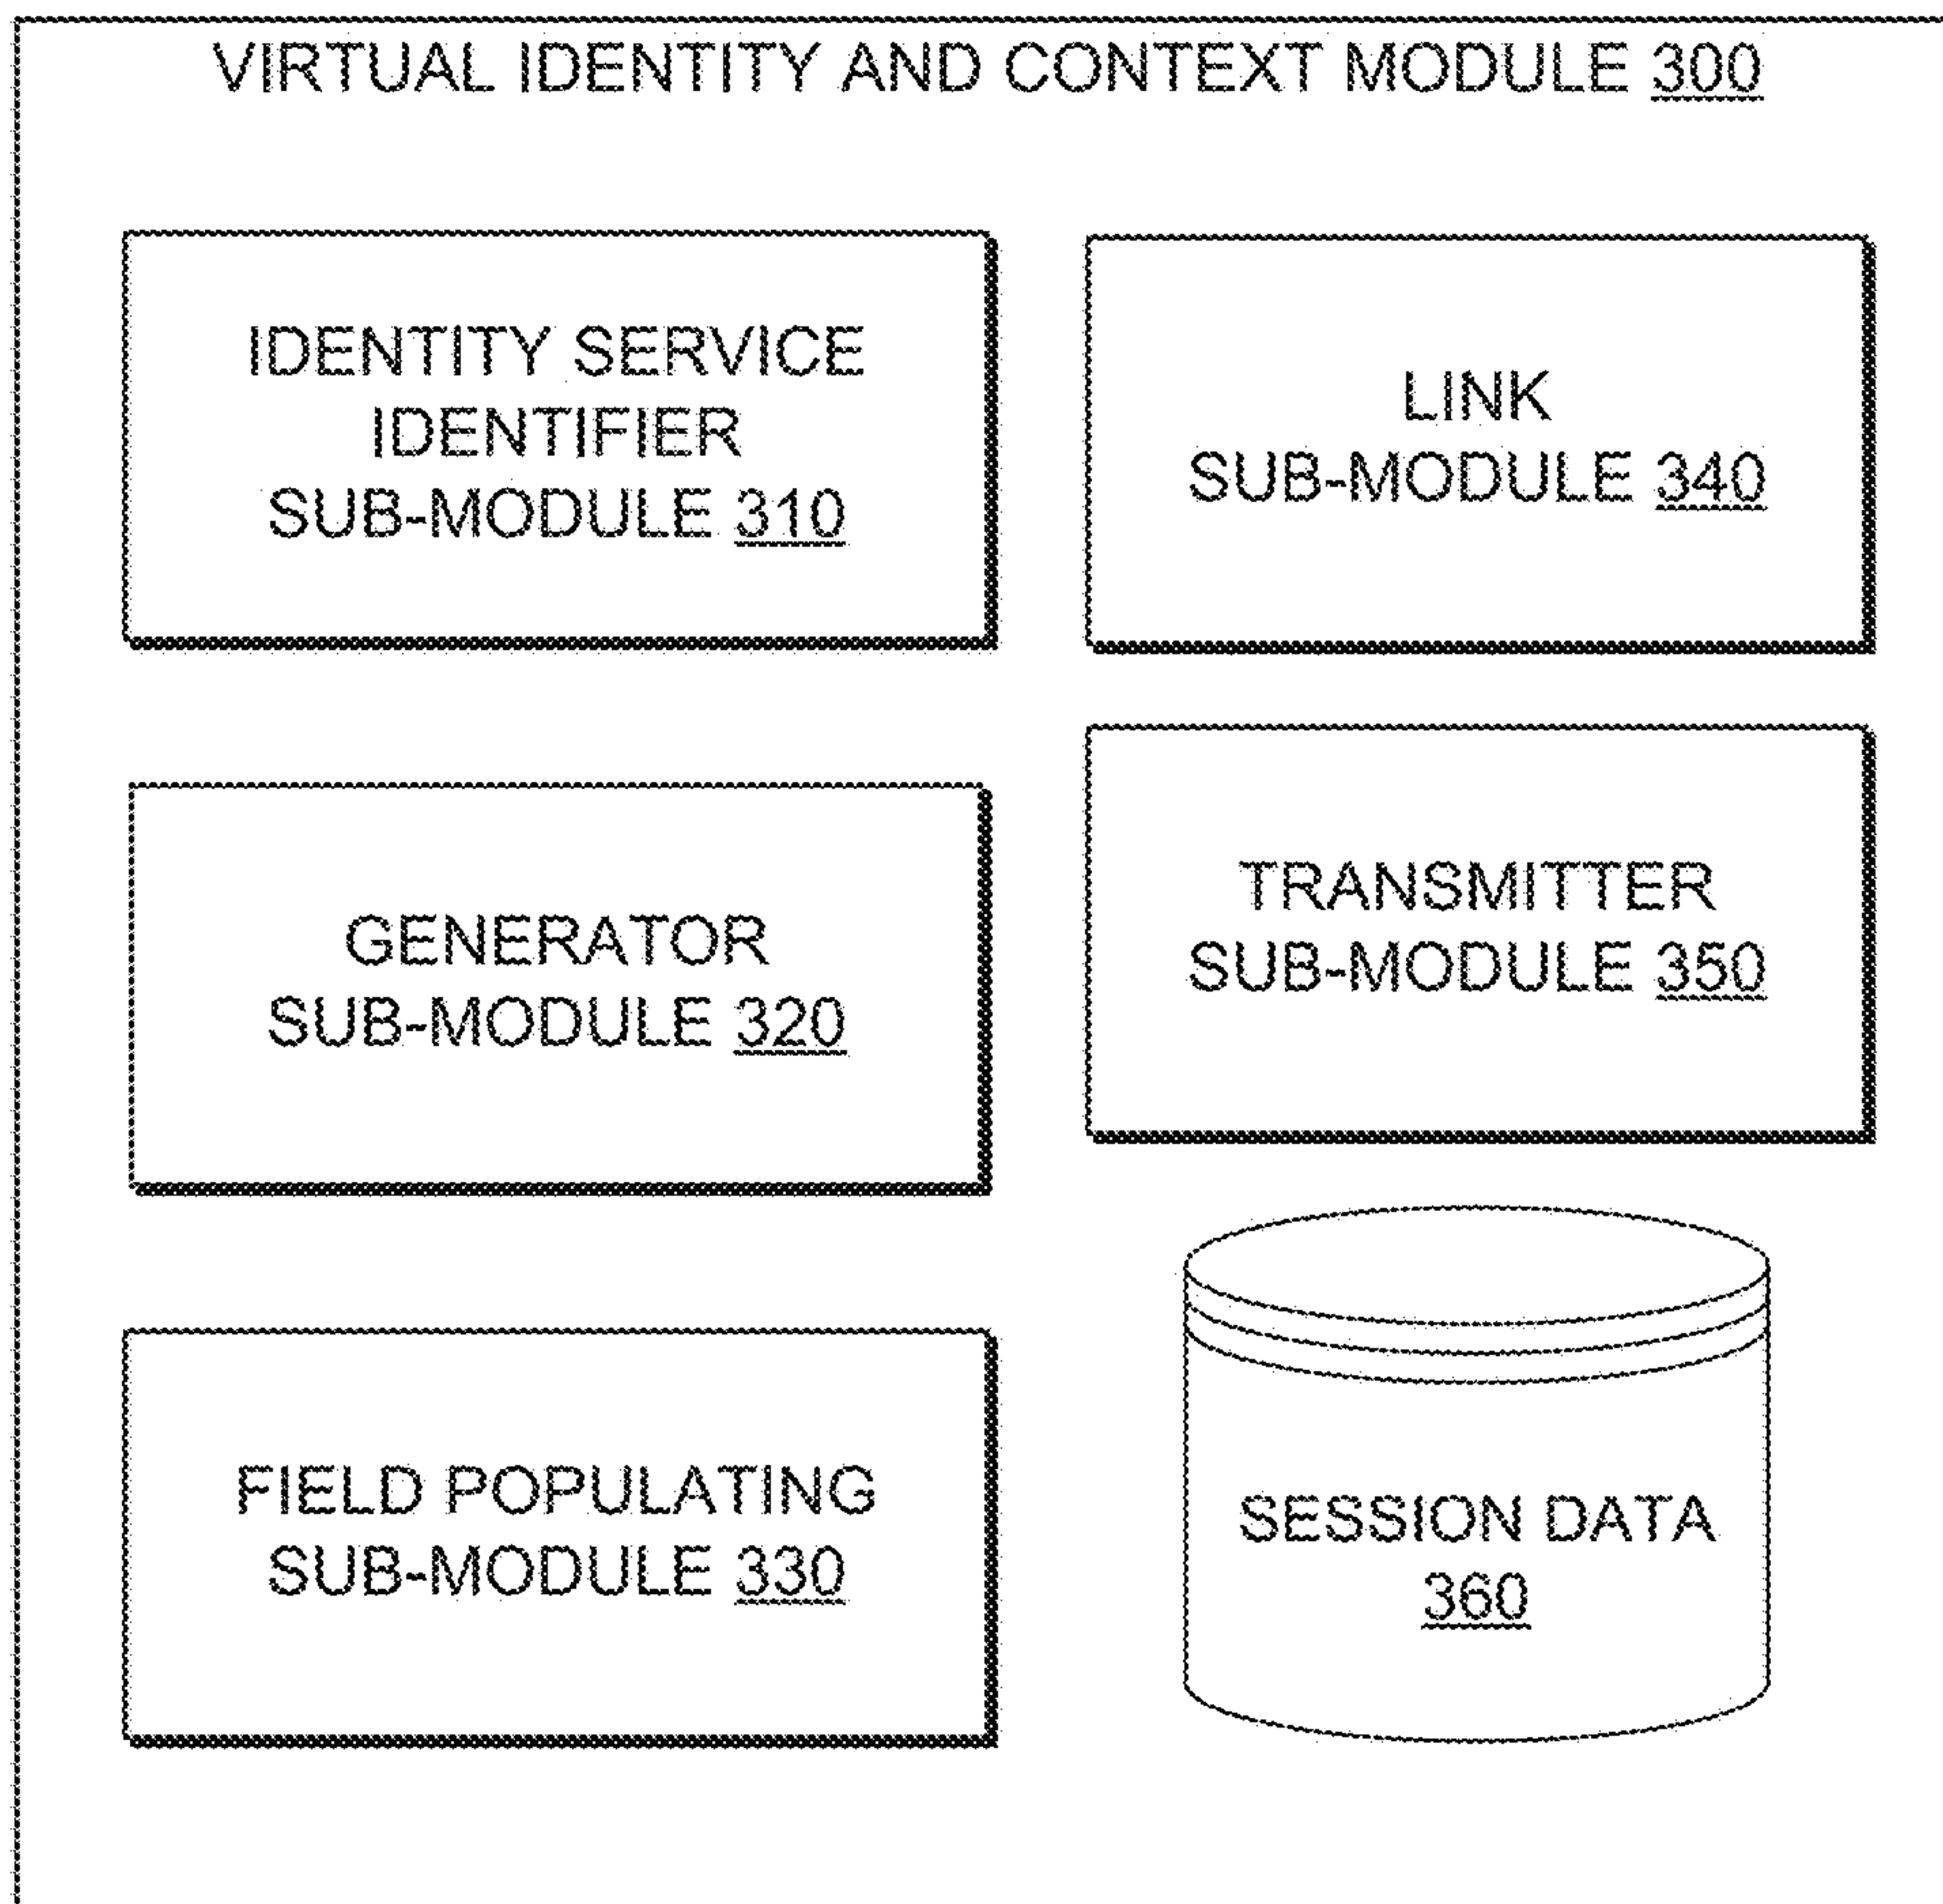 VIRTUAL IDENTITY AND CONTEXT MODULE 300
IDENTITY SERVICE
IDENTIFIER
SUB-MODULE 310
GENERATOR
SUB-MODULE 320
FIELD POPULATING
SUB-MODULE 330
LINK
SUB-MODULE 340
TRANSMITTER
SUB-MODULE 350
SESSION DATA
360